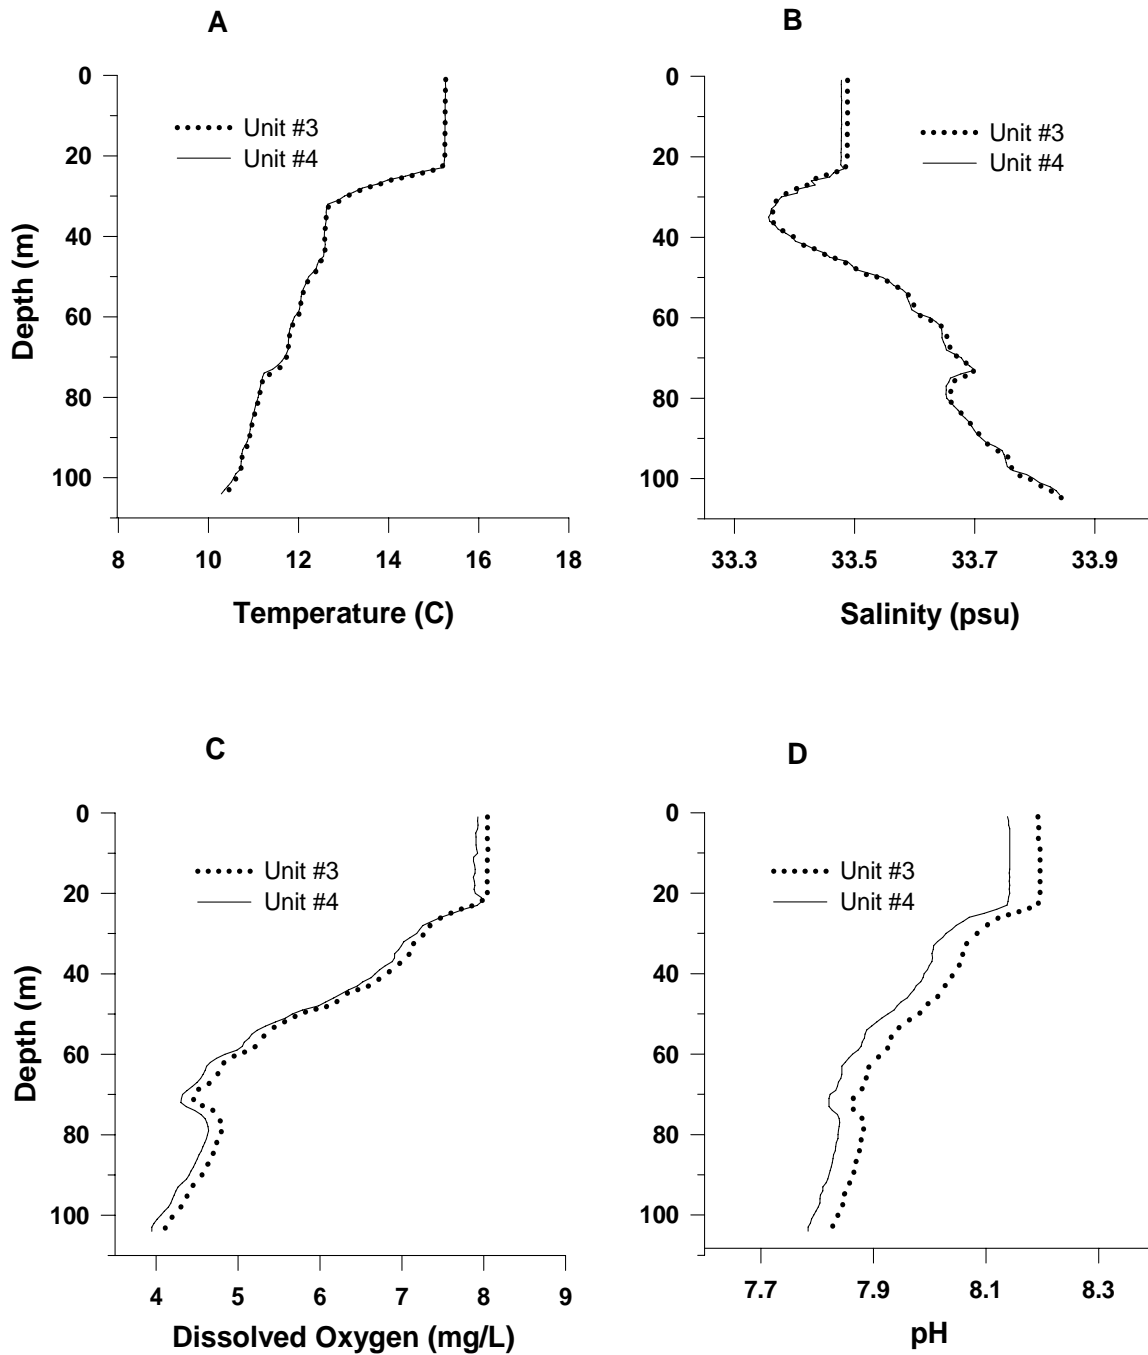 A
0
20
40
60
80
100
Depth (m)
Unit #3
Unit #4
8 10 12 14 16 18
Temperature (C)
B
0
20
40
60
80
100
Unit #3
Unit #4
33.3 33.5 33.7 33.9
Salinity (psu)
C
0
20
40
60
80
100
Depth (m)
Unit #3
Unit #4
4 5 6 7 8 9
Dissolved Oxygen (mg/L)
D
0
20
40
60
80
100
Unit #3
Unit #4
7.7 7.9 8.1 8.3
pH